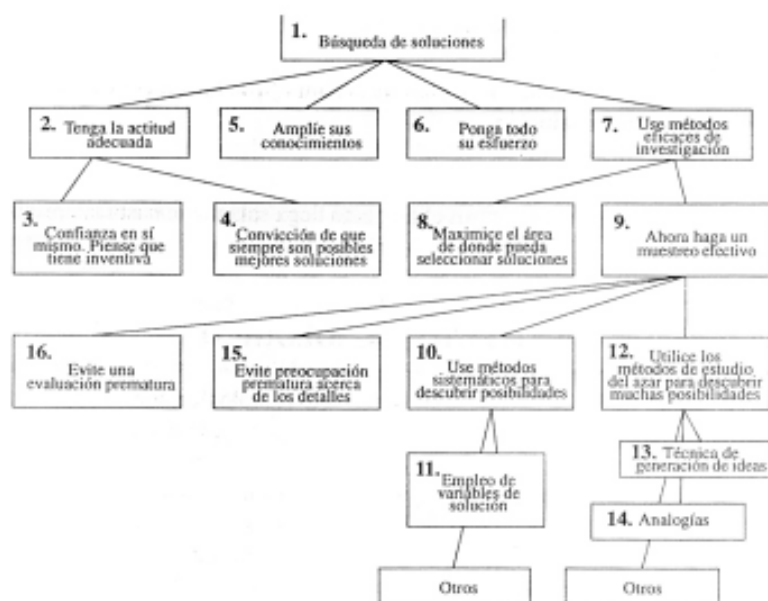 1. Búsqueda de soluciones
2. Tenga la actitud
adecuada
5. Amplíe sus
conocimientos
6. Ponga todo
su esfuerzo
7. Use métodos
eficaces de
investigación
3. Confianza en sí
mismo. Piense que
tiene inventiva
4. Convicción de que
siempre son posibles
mejores soluciones
8. Maximice el área
de donde pueda
seleccionar soluciones
9. Ahora haga un
muestreo efectivo
16. Evite una
evaluación prematura
15. Evite preocupación
prematura acerca
de los detalles
10. Use métodos
sistemáticos para
descubrir posibilidades
12. Utilice los
métodos de estudio
del azar para descubrir
muchas posibilidades
11. Empleo de
variables de
solución
13. Técnica de
generación de ideas
14. Analogías
Otros
Otros